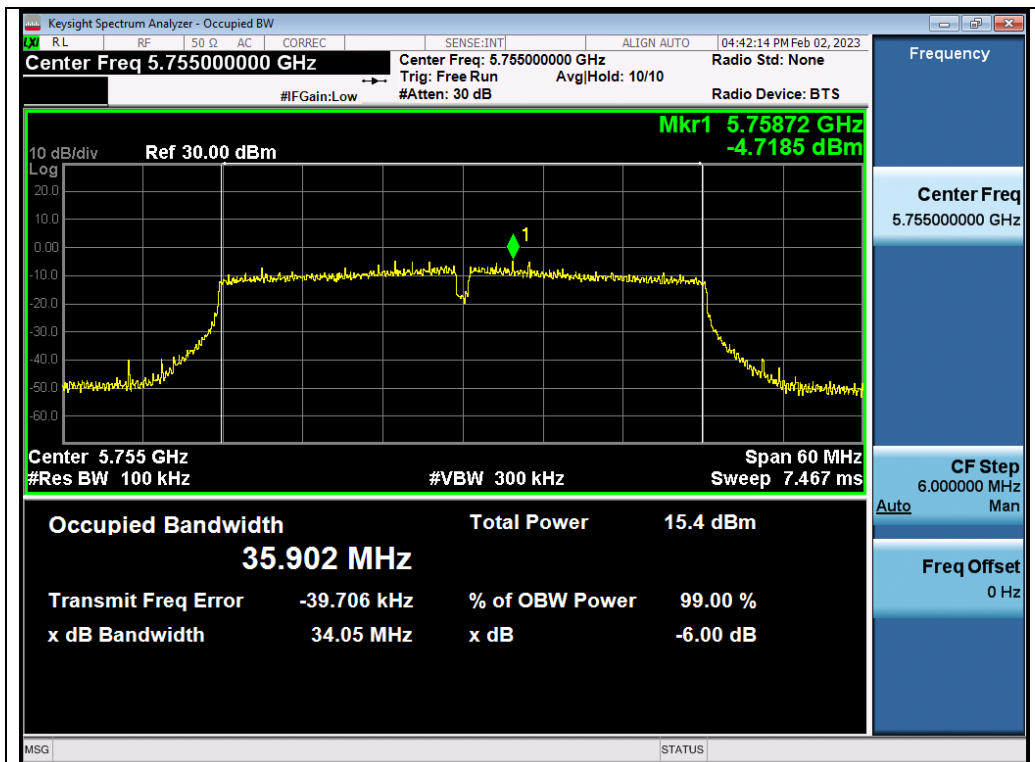 Keysight Spectrum Analyzer - Occupied BW
LXI RL RF 50 Ω AC CORREC SENSE:INT ALIGN AUTO 04:42:14 PM Feb 02, 2023
Center Freq 5.755000000 GHz
Center Freq: 5.755000000 GHz
Radio Std: None
Trig: Free Run Avg|Hold: 10/10
#IFGain:Low
#Atten: 30 dB
Radio Device: BTS
Mkr1 5.75872 GHz
-4.7185 dBm
10 dB/div Ref 30.00 dBm
Log
20.0
10.0
0.00
-10.0
-20.0
-30.0
-40.0
-50.0
-60.0
1
Center 5.755 GHz Span 60 MHz
#Res BW 100 kHz #VBW 300 kHz Sweep 7.467 ms
Occupied Bandwidth Total Power 15.4 dBm
35.902 MHz
Transmit Freq Error -39.706 kHz % of OBW Power 99.00 %
x dB Bandwidth 34.05 MHz x dB -6.00 dB
MSG STATUS
Frequency
Center Freq
5.755000000 GHz
CF Step
6.000000 MHz
Auto Man
Freq Offset
0 Hz